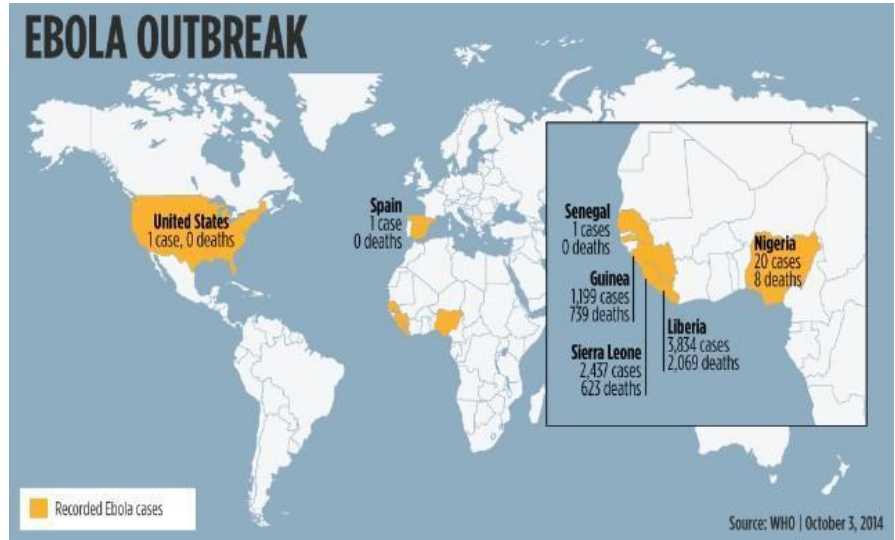 EBOLA OUTBREAK
United States
1 case, 0 deaths
Spain
1 case
0 deaths
Senegal
1 cases
0 deaths
Guinea
1,199 cases
739 deaths
Sierra Leone
2,437 cases
623 deaths
Liberia
3,834 cases
2,069 deaths
Nigeria
20 cases
8 deaths
Recorded Ebola cases
Source: WHO | October 3, 2014